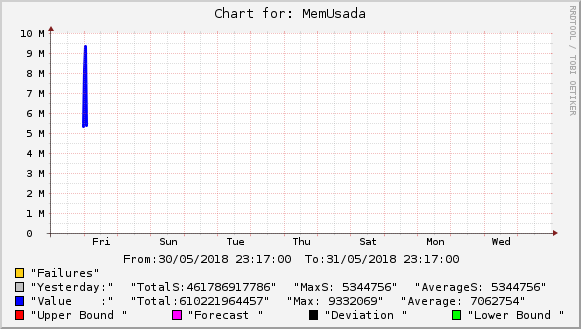 Chart for: MemUsada
RRDTOOL / TOBI OETIKER
10 M
9 M
8 M
7 M
6 M
5 M
4 M
3 M
2 M
1 M
0
Fri Sun Tue Thu Sat Mon Wed
From:30/05/2018 23:17:00 To:31/05/2018 23:17:00
"Failures"
"Yesterday:" "TotalS:461786917786" "MaxS: 5344756" "AverageS: 5344756"
"Value :" "Total:610221964457" "Max: 9332069" "Average: 7062754"
"Upper Bound " "Forecast " "Deviation " "Lower Bound "